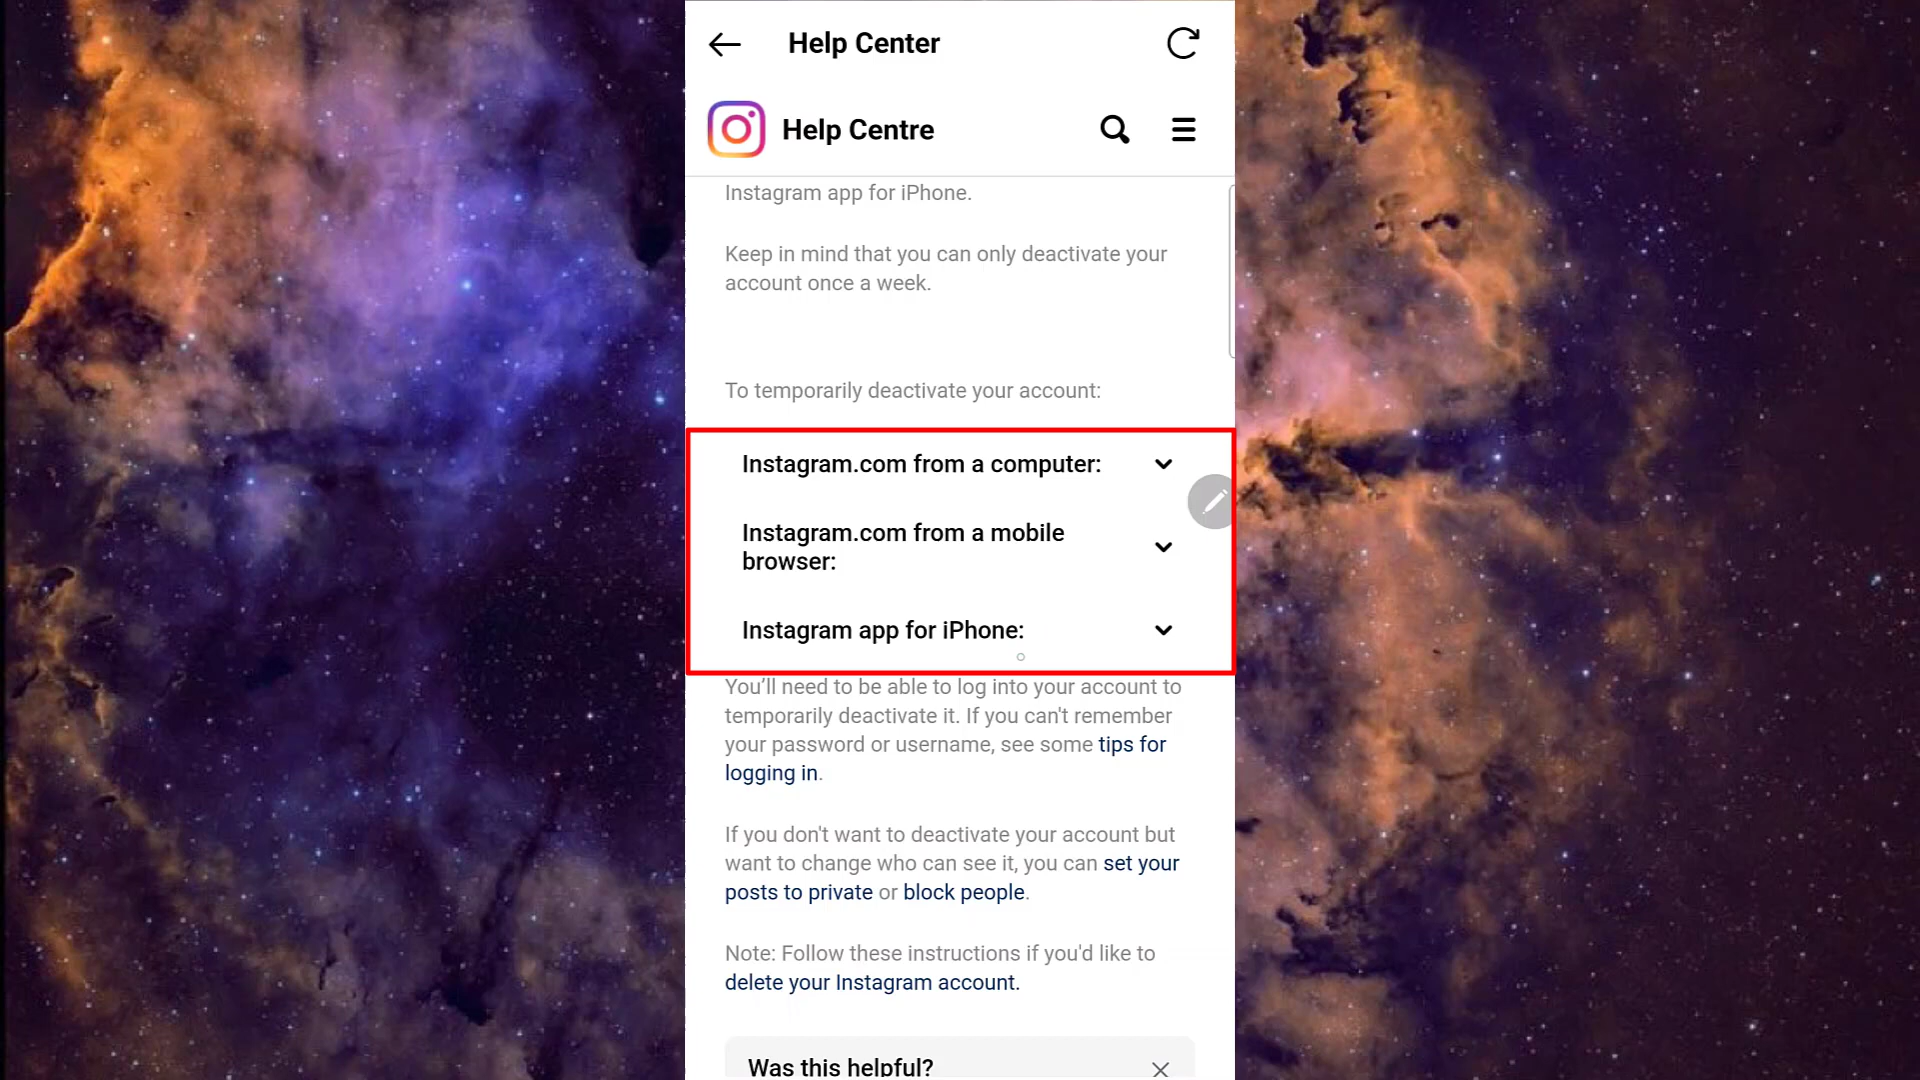 Help Center
Help Centre
Instagram app for iPhone.
Keep in mind that you can only deactivate your
account once a week.
To temporarily deactivate your account:
Instagram.com from a computer:
Instagram.com from a mobile
browser:
Instagram app for iPhone:
You’ll need to be able to log into your account to
temporarily deactivate it. If you can't remember
your password or username, see some tips for
logging in.
If you don't want to deactivate your account but
want to change who can see it, you can set your
posts to private or block people.
Note: Follow these instructions if you'd like to
delete your Instagram account.
Was this helpful?